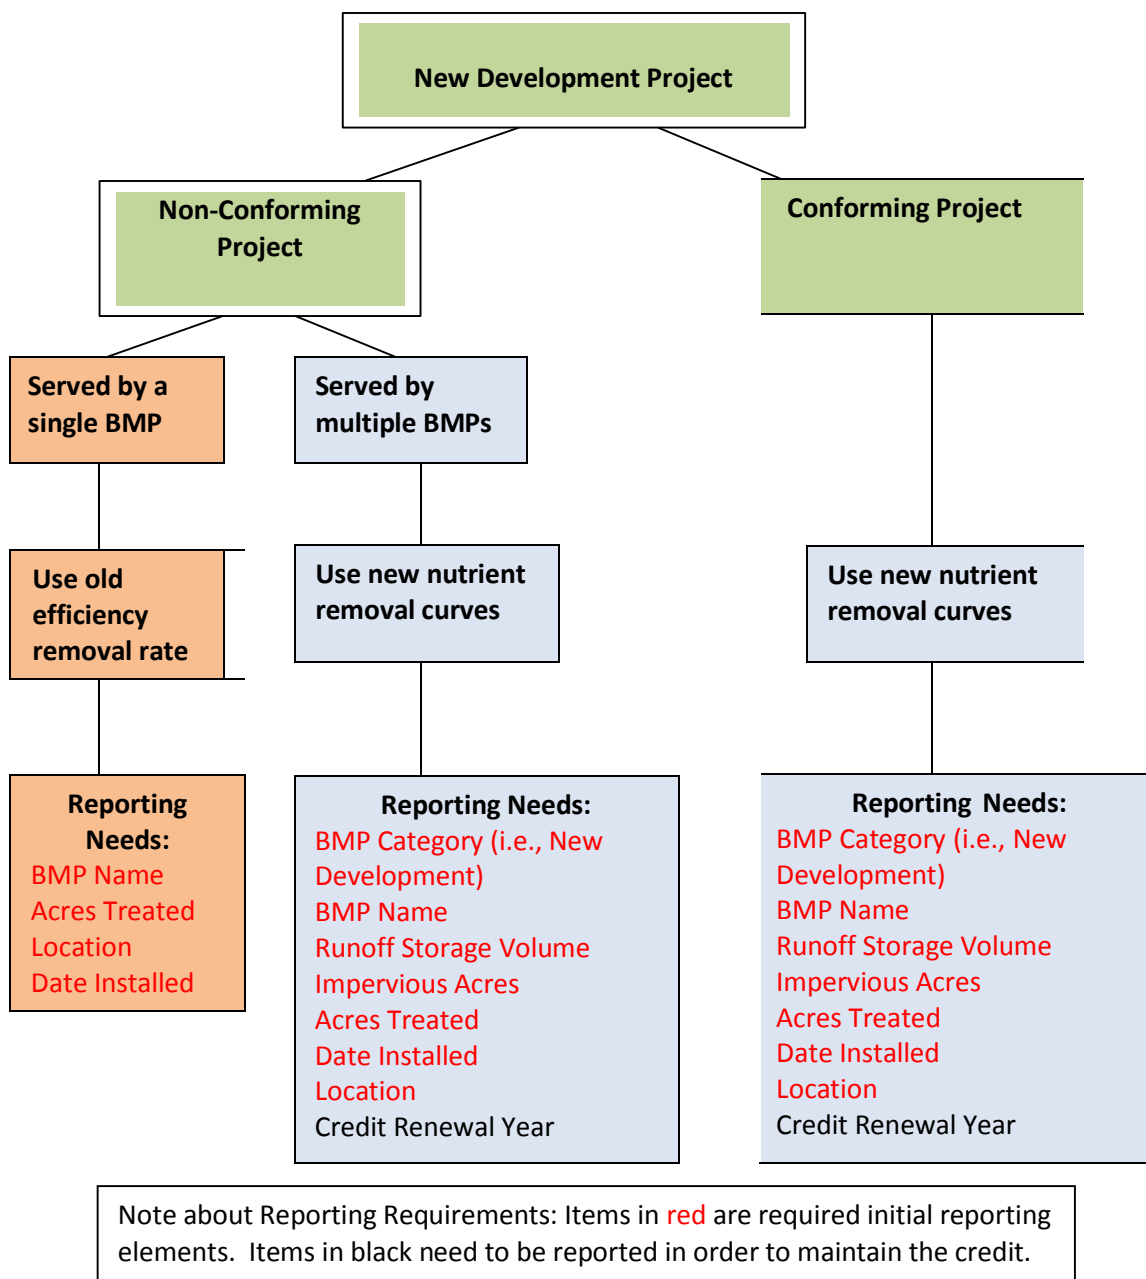 New Development Project
Non-Conforming
Project
Conforming Project
Served by a
single BMP
Served by
multiple BMPs
Use old
efficiency
removal rate
Use new nutrient
removal curves
Use new nutrient
removal curves
Reporting
Needs:
BMP Name
Acres Treated
Location
Date Installed
Reporting Needs:
BMP Category (i.e., New
Development)
BMP Name
Runoff Storage Volume
Impervious Acres
Acres Treated
Date Installed
Location
Credit Renewal Year
Reporting Needs:
BMP Category (i.e., New
Development)
BMP Name
Runoff Storage Volume
Impervious Acres
Acres Treated
Date Installed
Location
Credit Renewal Year
Note about Reporting Requirements: Items in red are required initial reporting
elements. Items in black need to be reported in order to maintain the credit.